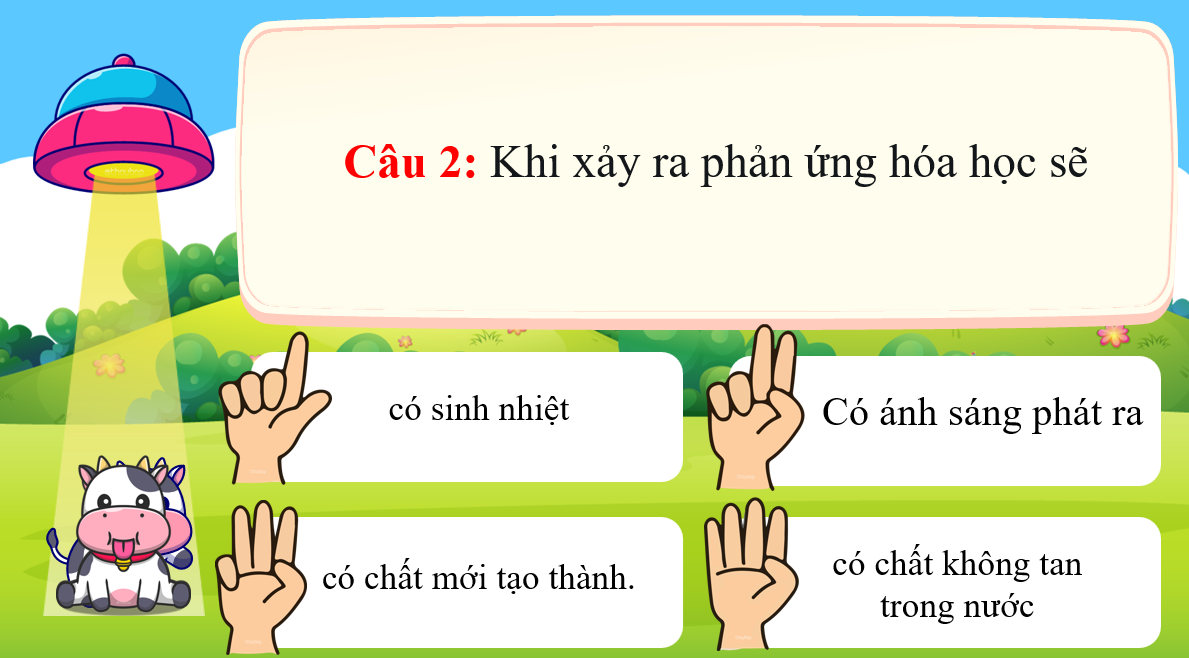 Câu 2: Khi xảy ra phản ứng hóa học sẽ
có sinh nhiệt
Có ánh sáng phát ra
có chất mới tạo thành.
có chất không tan
trong nước